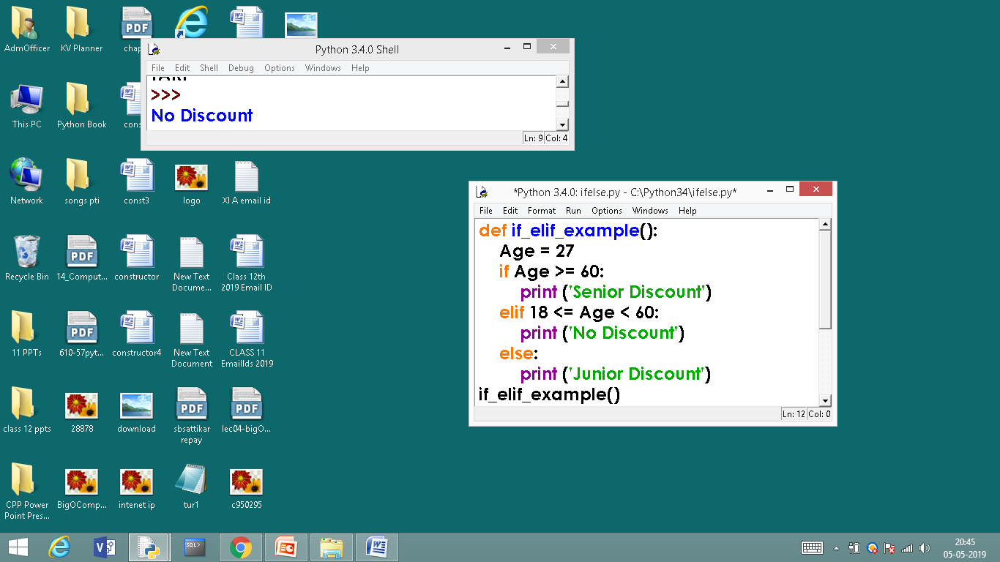 AdmOfficer
KV Planner
chap
Python 3.4.0 Shell
File Edit Shell Debug Options Windows Help
>>>
No Discount
Ln: 9 Col: 4
This PC
Python Book
cons
Network
songs pti
const3
logo
XI A email id
*Python 3.4.0: ifelse.py - C:\Python34\ifelse.py*
File Edit Format Run Options Windows Help
def if_elif_example():
Age = 27
if Age >= 60:
print ('Senior Discount')
elif 18 <= Age < 60:
print ('No Discount')
else:
print ('Junior Discount')
if_elif_example()
Ln: 12 Col: 0
Recycle Bin
14_Comput...
constructor
New Text
Docume...
Class 12th
2019 Email ID
11 PPTs
610-57pyt...
constructor4
New Text
Document
CLASS 11
EmailIds 2019
class 12 ppts
28878
download
sbsattikar
repay
lec04-bigO...
CPP Power
Point Pres...
BigOComp...
intenet ip
tur1
c950295
PDF
PDF
PDF
PDF
PDF
SQL>
20:45
05-05-2019